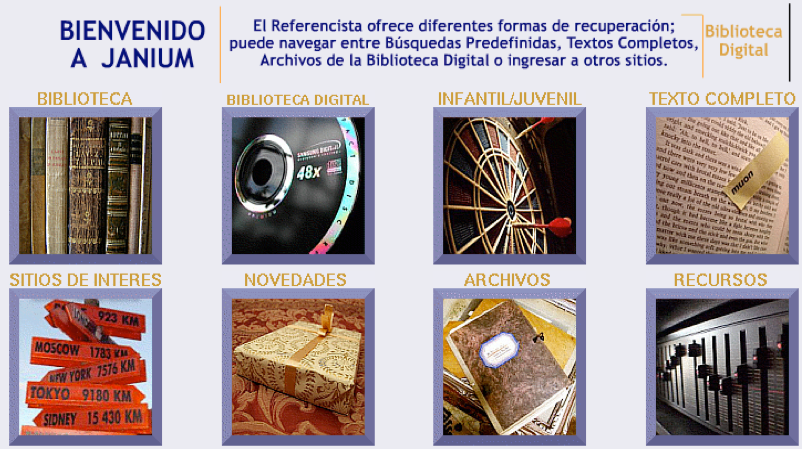 BIENVENIDO
A JANIUM
El Referencista ofrece diferentes formas de recuperación;
puede navegar entre Búsquedas Predefinidas, Textos Completos,
Archivos de la Biblioteca Digital o ingresar a otros sitios.
Biblioteca
Digital
BIBLIOTECA
BIBLIOTECA DIGITAL
INFANTIL/JUVENIL
TEXTO COMPLETO
48x
muon
SITIOS DE INTERES
NOVEDADES
ARCHIVOS
RECURSOS
923 KM
MOSCOW 1783 KM
NEW YORK 7576 KM
TOKYO 9180 KM
SIDNEY 15 430 KM